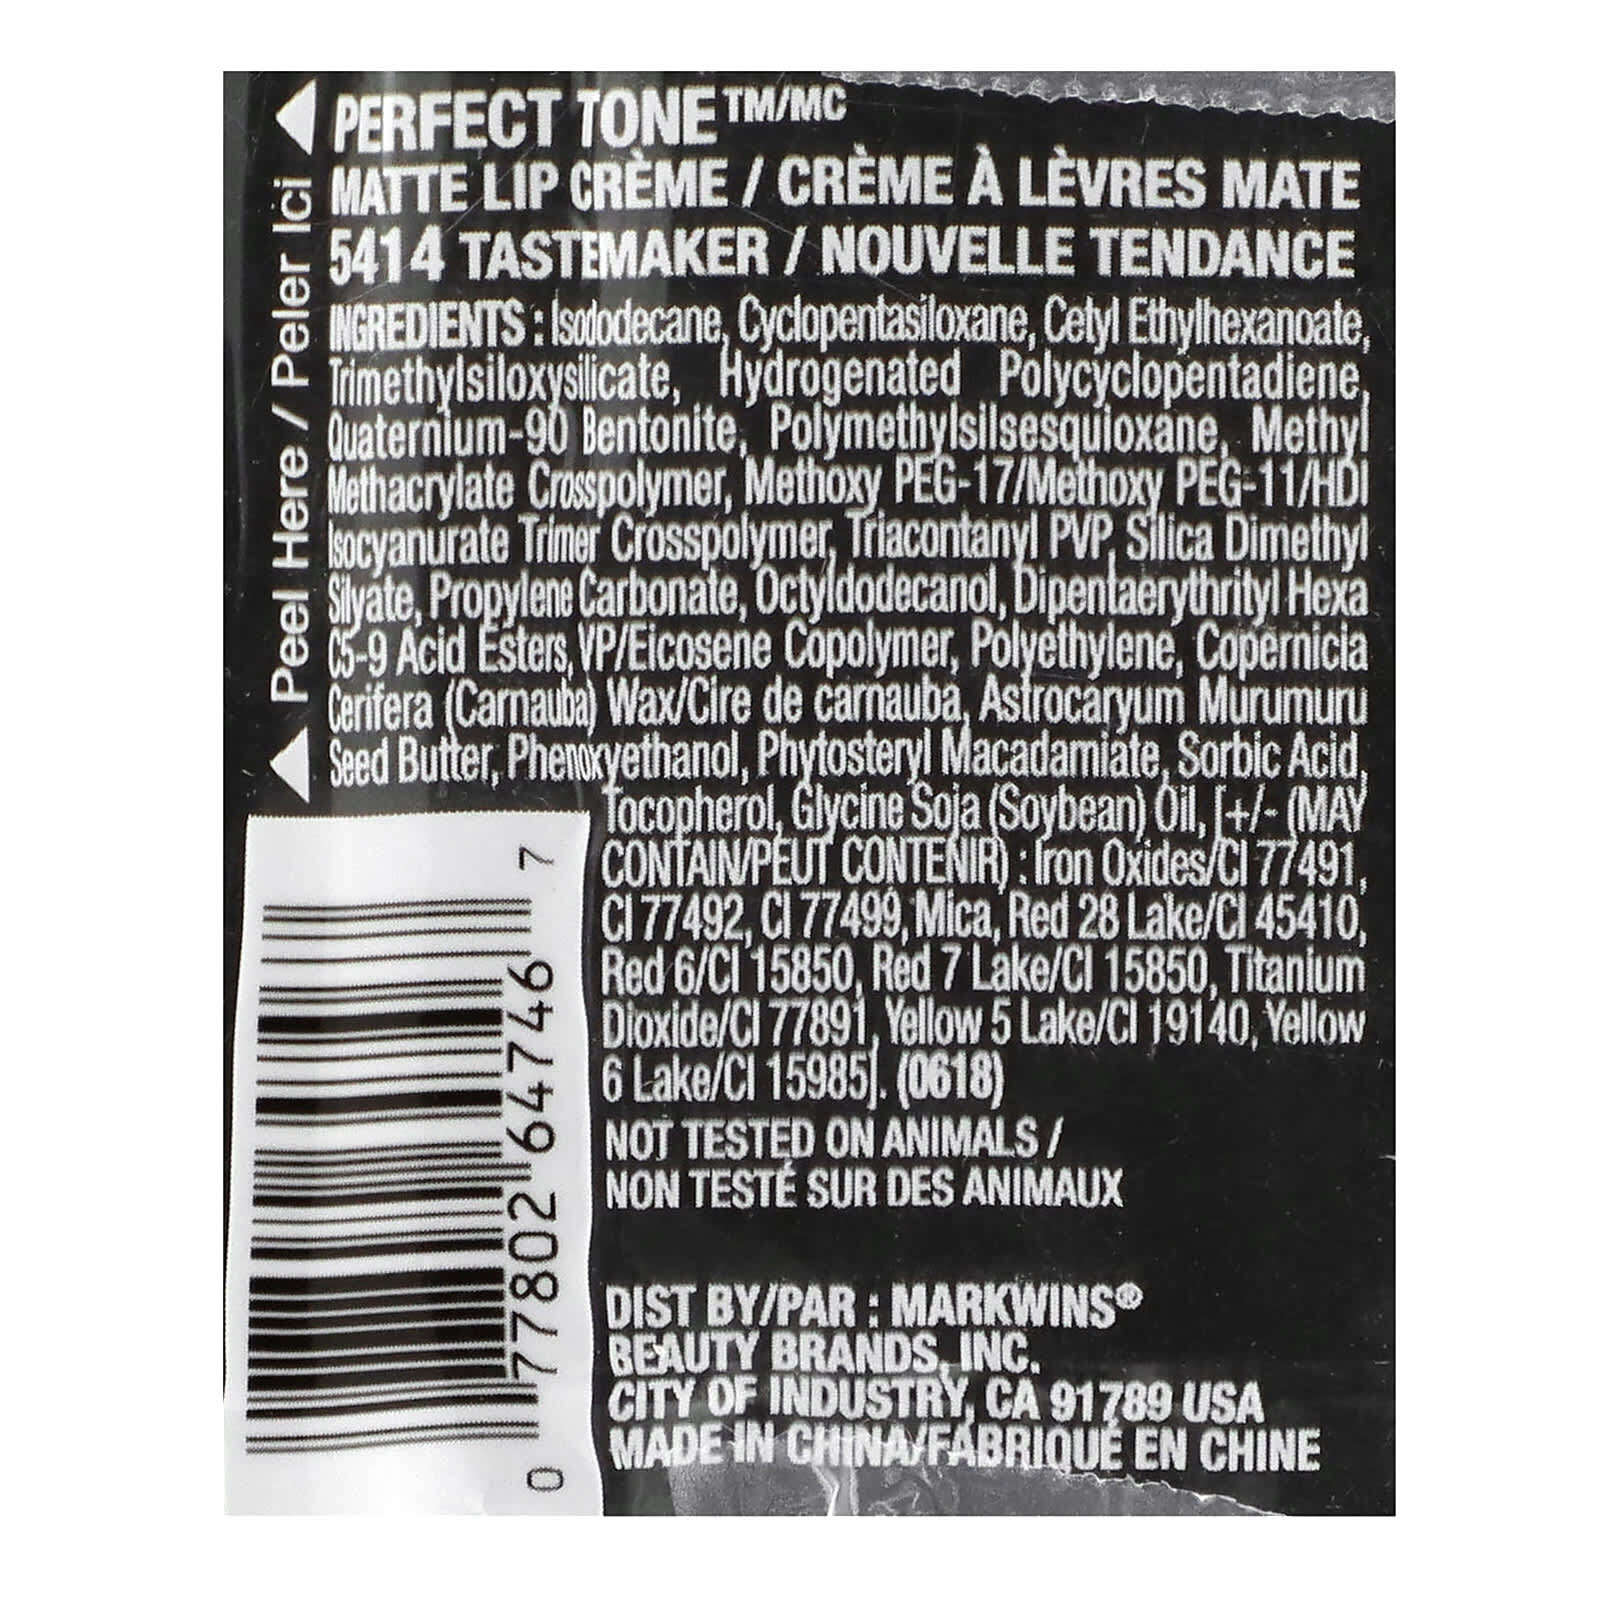 PERFECT TONE TM/MC
MATTE LIP CRÈME / CRÈME À LÈVRES MATE
5414 TASTEMAKER / NOUVELLE TENDANCE
INGREDIENTS : Isododecane, Cyclopentasiloxane, Cetyl Ethylhexanoate,
Trimethylsiloxysilicate, Hydrogenated Polycyclopentadiene,
Quaternium-90 Bentonite, Polymethylsilsesquioxane, Methyl
Methacrylate Crosspolymer, Methoxy PEG-17/Methoxy PEG-11/HDI
Isocyanurate Trimer Crosspolymer, Triacontanyl PVP, Silica Dimethyl
Silyate, Propylene Carbonate, Octyldodecanol, Dipentaerythrityl Hexa
C5-9 Acid Esters, VP/Eicosene Copolymer, Polyethylene, Copernicia
Cerifera (Carnauba) Wax/Cire de carnauba, Astrocaryum Murumuru
Seed Butter, Phenoxyethanol, Phytosteryl Macadamiate, Sorbic Acid,
Tocopherol, Glycine Soja (Soybean) Oil, [+/- (MAY
CONTAIN/PEUT CONTENIR) : Iron Oxides/CI 77491,
CI 77492, CI 77499, Mica, Red 28 Lake/CI 45410,
Red 6/CI 15850, Red 7 Lake/CI 15850, Titanium
Dioxide/CI 77891, Yellow 5 Lake/CI 19140, Yellow
6 Lake/CI 15985]. (0618)
NOT TESTED ON ANIMALS /
NON TESTÉ SUR DES ANIMAUX
DIST BY/PAR : MARKWINS®
BEAUTY BRANDS, INC.
CITY OF INDUSTRY, CA 91789 USA
MADE IN CHINA/FABRIQUÉ EN CHINE
Peel Here / Peler Ici
0 77802 64746 7